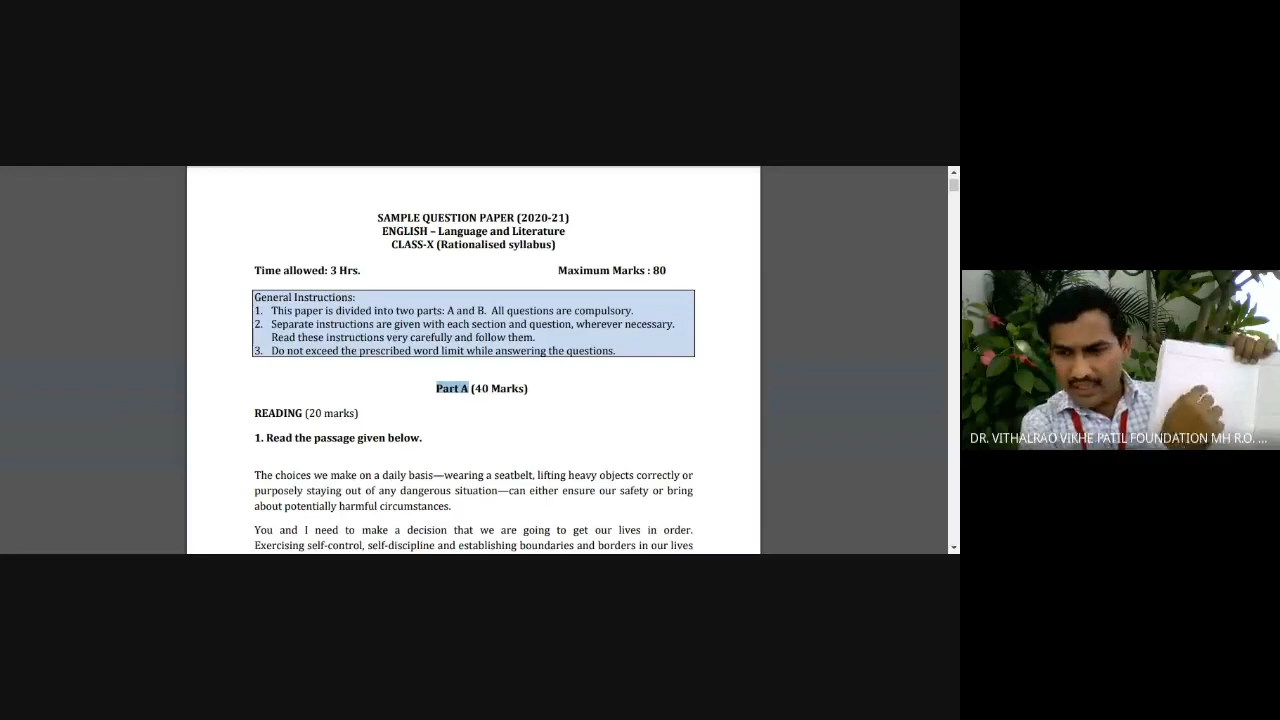 SAMPLE QUESTION PAPER (2020-21)
ENGLISH – Language and Literature
CLASS-X (Rationalised syllabus)
Time allowed: 3 Hrs. Maximum Marks : 80
General Instructions:
1. This paper is divided into two parts: A and B. All questions are compulsory.
2. Separate instructions are given with each section and question, wherever necessary.
Read these instructions very carefully and follow them.
3. Do not exceed the prescribed word limit while answering the questions.
Part A (40 Marks)
READING (20 marks)
1. Read the passage given below.
The choices we make on a daily basis—wearing a seatbelt, lifting heavy objects correctly or
purposely staying out of any dangerous situation—can either ensure our safety or bring
about potentially harmful circumstances.
You and I need to make a decision that we are going to get our lives in order.
Exercising self-control, self-discipline and establishing boundaries and borders in our lives
DR. VITHALRAO VIKHE PATIL FOUNDATION MH R.O. ...